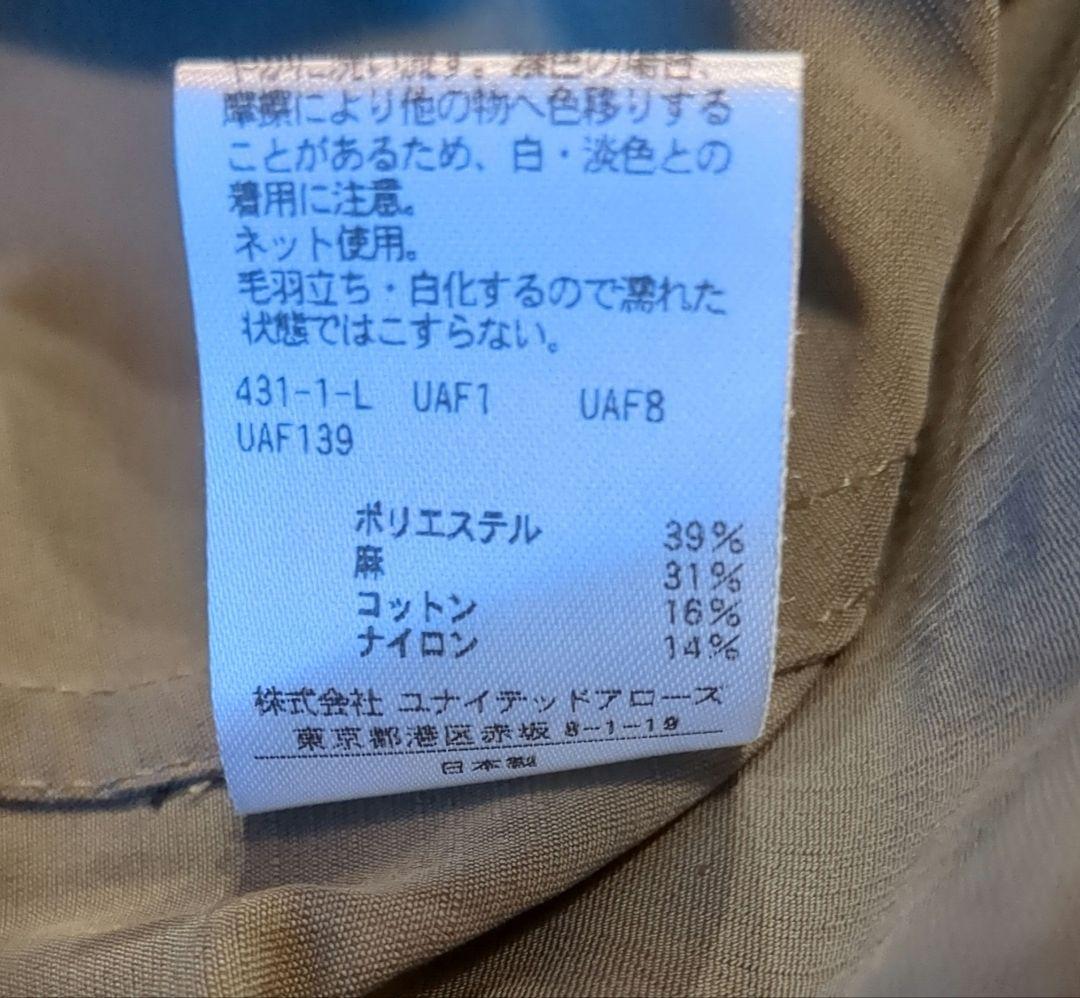 摩擦により他の物へ色移りする
ことがあるため、白・淡色との
着用に注意。
ネット使用。
毛羽立ち・白化するので濡れた
状態ではこすらない。
431-1-L UAF1 UAF8
UAF139
ポリエステル 39%
麻 31%
コットン 16%
ナイロン 14%
株式会社 ユナイテッドアローズ
東京都港区赤坂 8-1-19
日本製